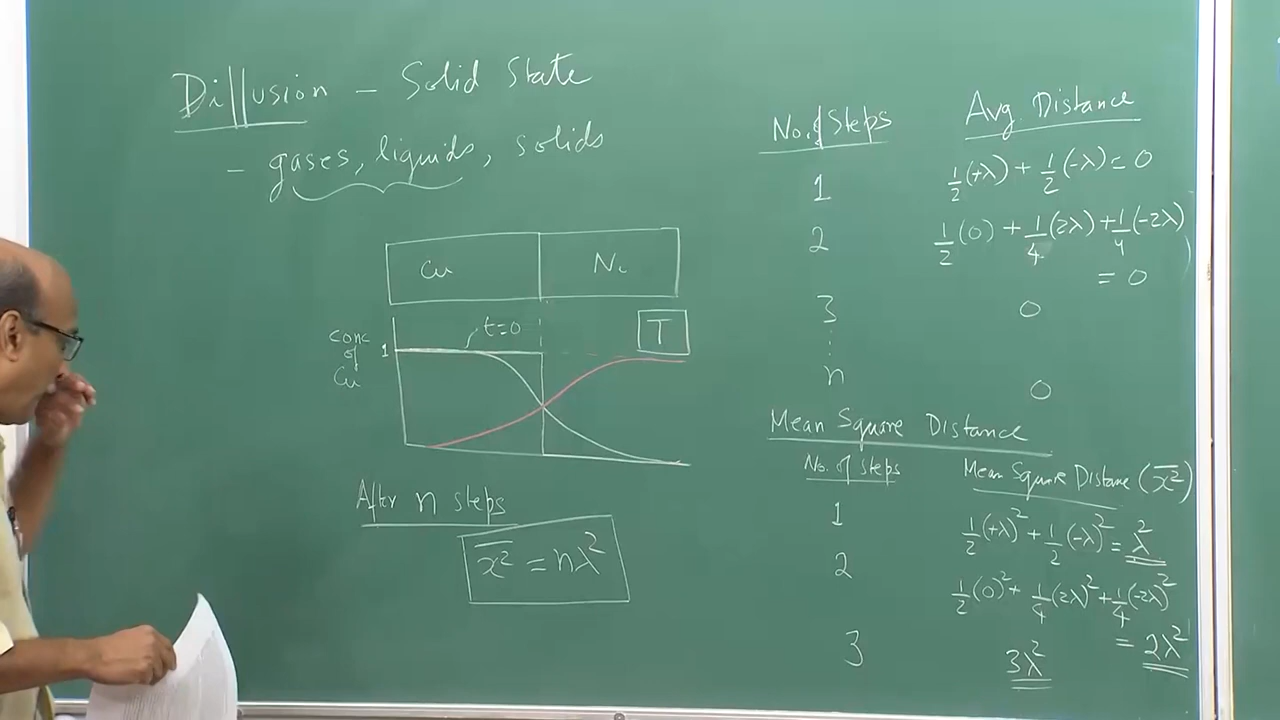 Diffusion – Solid State
– gases, liquids, solids
Cu
Ni
conc of Cu
1
t=0
T
After n steps
x̅² = nλ²
No. of Steps Avg. Distance
1 ½(+λ) + ½(-λ) = 0
2 ½(0) + ¼(2λ) + ¼(-2λ)
= 0
3 0
⋮
n 0
Mean Square Distance
No. of steps Mean Square Distane (x̅²)
1 ½(+λ)² + ½(-λ)² = λ²
2 ½(0)² + ¼(2λ)² + ¼(-2λ)²
= 2λ²
3 3λ²